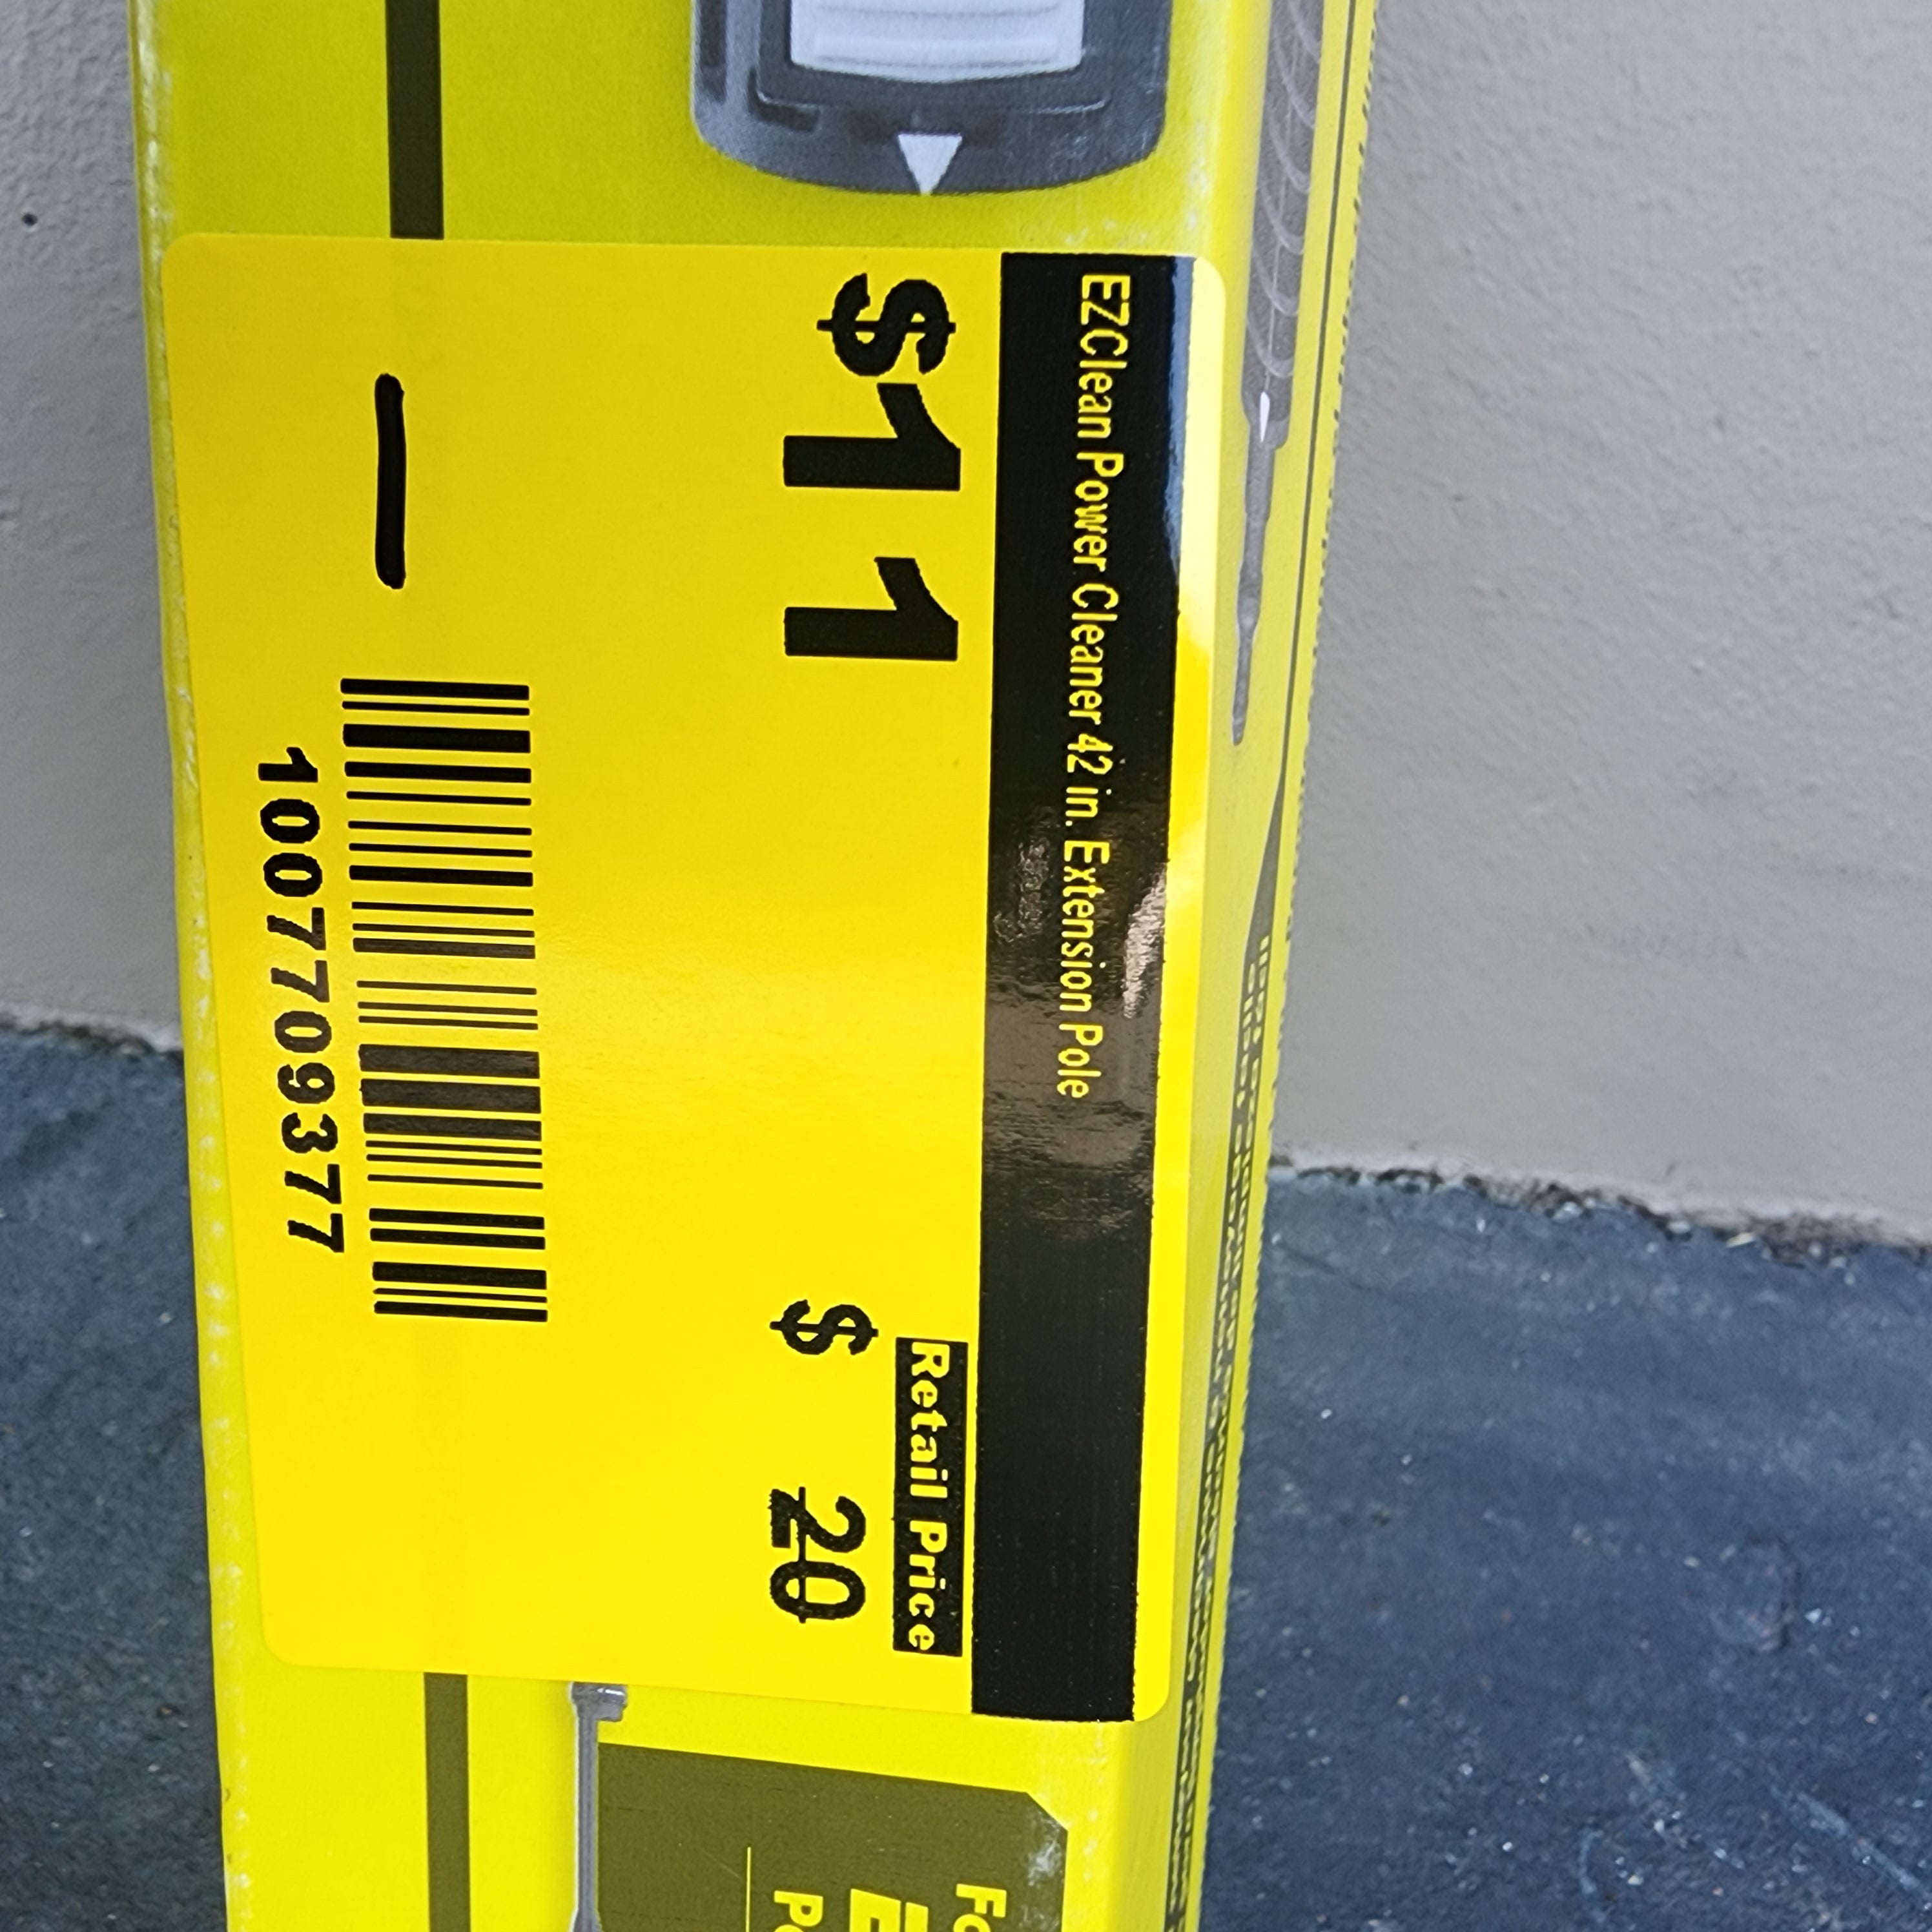 EZClean Power Cleaner 42 in. Extension Pole
$11
Retail Price
$ 20
1007709377